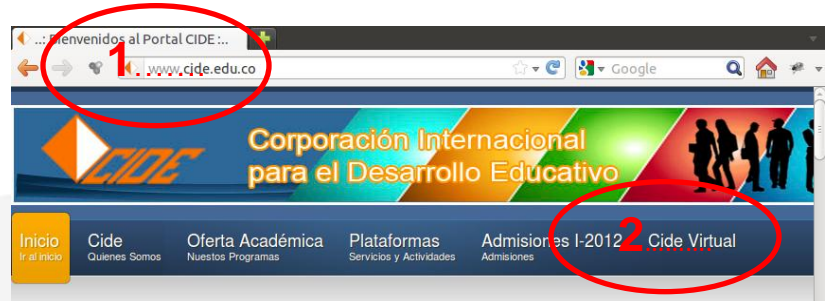 ..: Bienvenidos al Portal CIDE :..
1
www.cide.edu.co
Google
CIDE
Corporación Internacional
para el Desarrollo Educativo
Inicio Cide Oferta Académica Plataformas Admisiones I-2012 2 Cide Virtual
Ir al inicio Quienes Somos Nuestos Programas Servicios y Actividades Admisiones